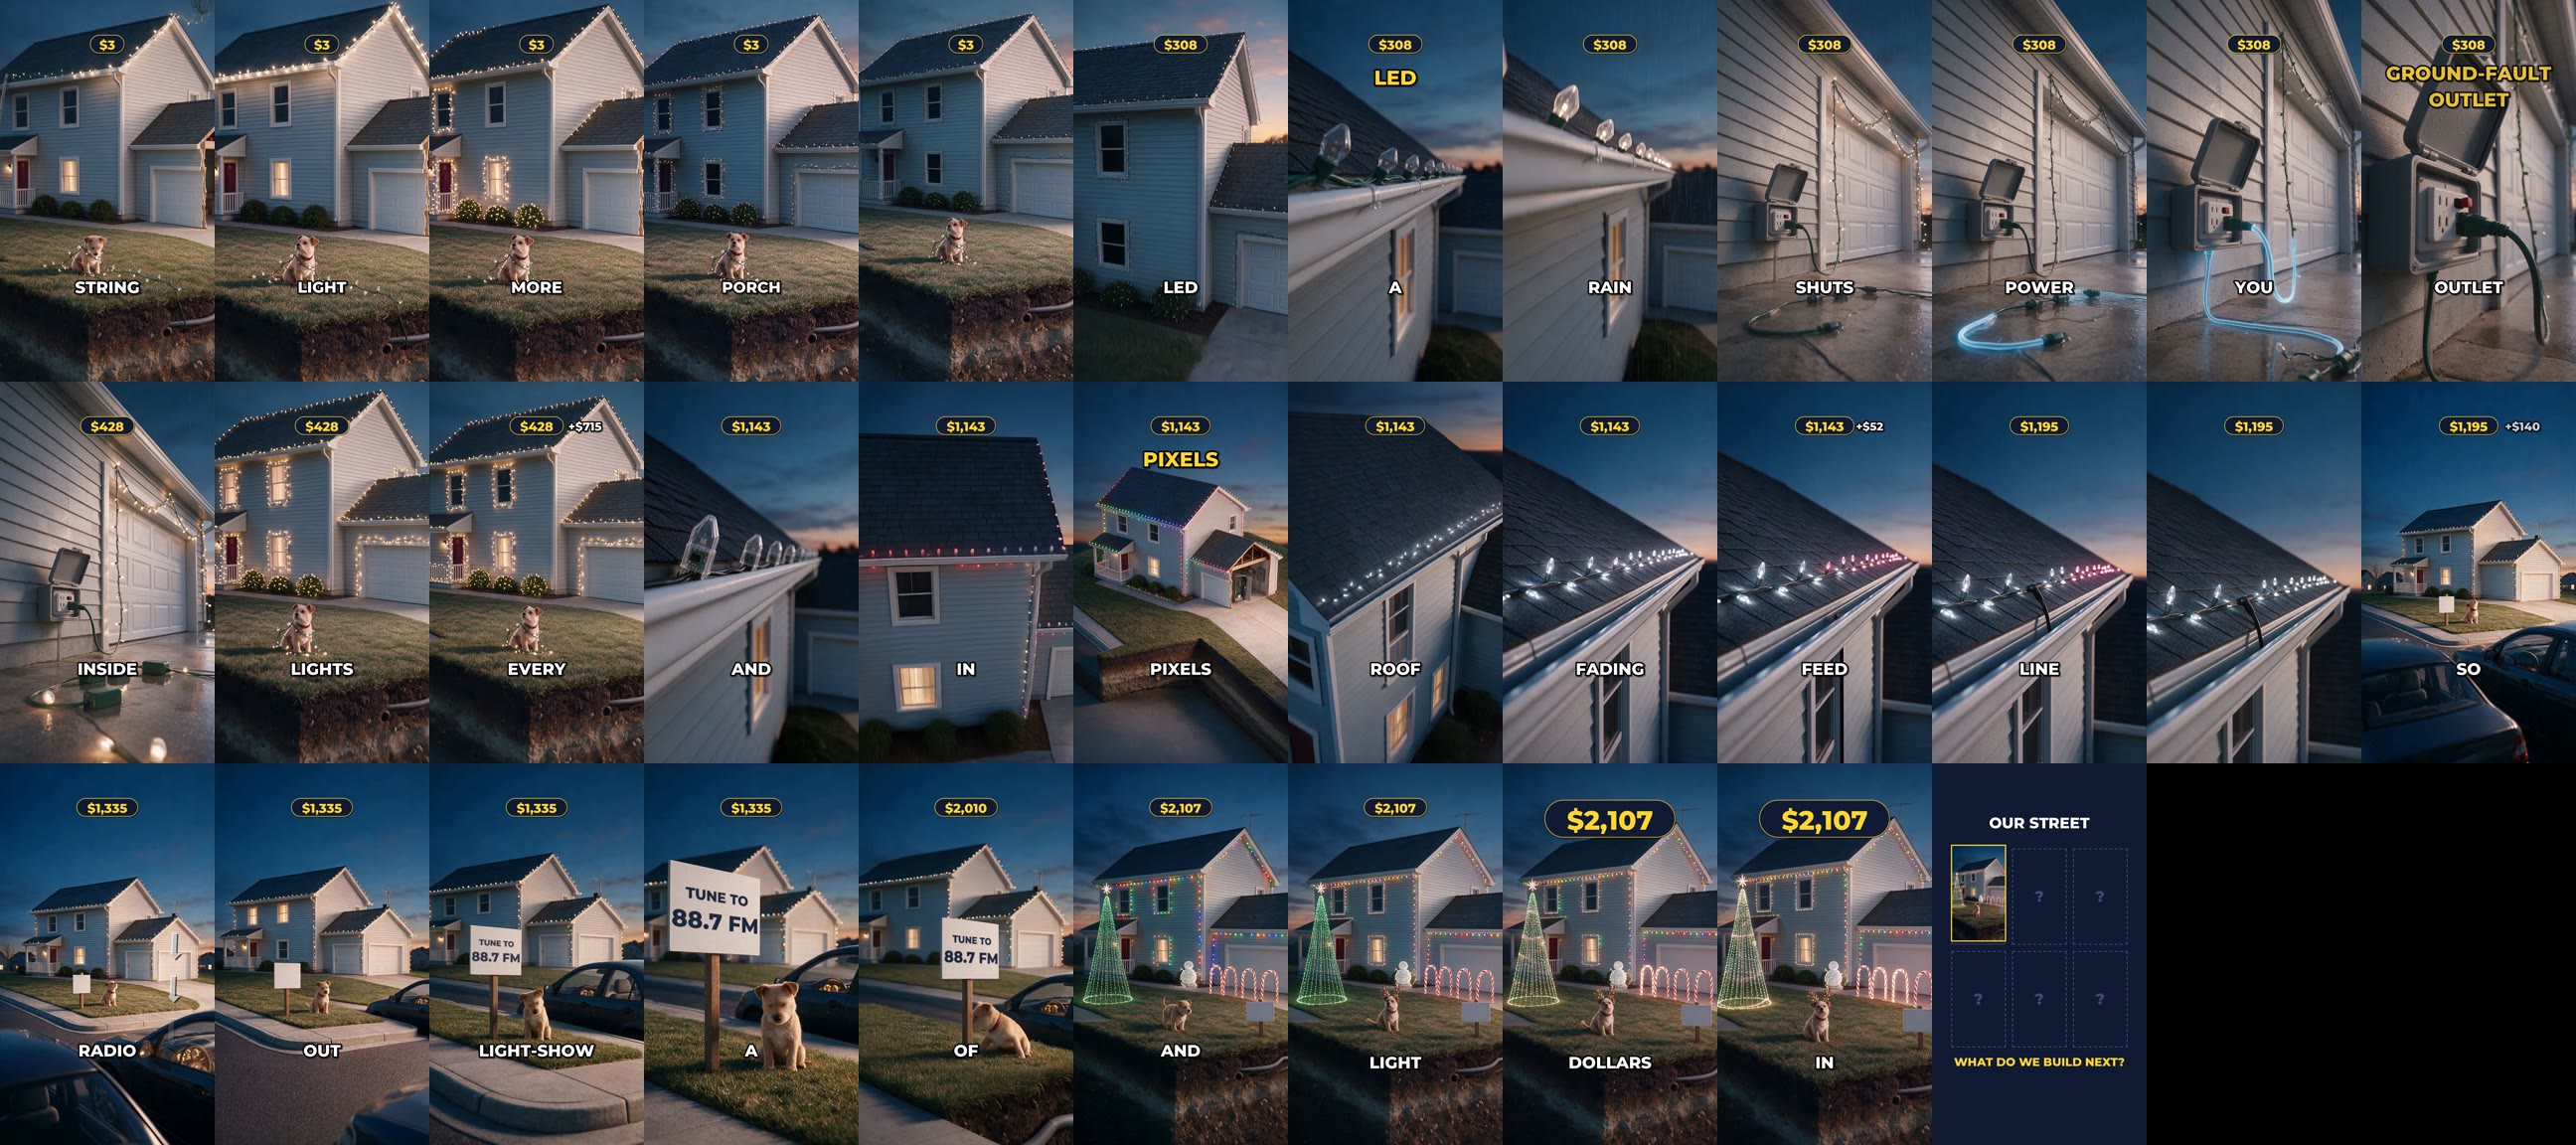 $3
STRING
$3
LIGHT
$3
MORE
$3
PORCH
$3
$308
LED
$308
LED
A
$308
RAIN
$308
SHUTS
$308
POWER
$308
YOU
$308
GROUND-FAULT
OUTLET
OUTLET
$428
INSIDE
$428
LIGHTS
$428 +$715
EVERY
$1,143
AND
$1,143
IN
$1,143
PIXELS
PIXELS
$1,143
ROOF
$1,143
FADING
$1,143 +$52
FEED
$1,195
LINE
$1,195
$1,195 +$140
SO
$1,335
RADIO
$1,335
OUT
$1,335
TUNE TO
88.7 FM
LIGHT-SHOW
$1,335
TUNE TO
88.7 FM
A
$2,010
TUNE TO
88.7 FM
OF
$2,107
AND
$2,107
LIGHT
$2,107
DOLLARS
$2,107
IN
OUR STREET
? ?
? ? ?
WHAT DO WE BUILD NEXT?